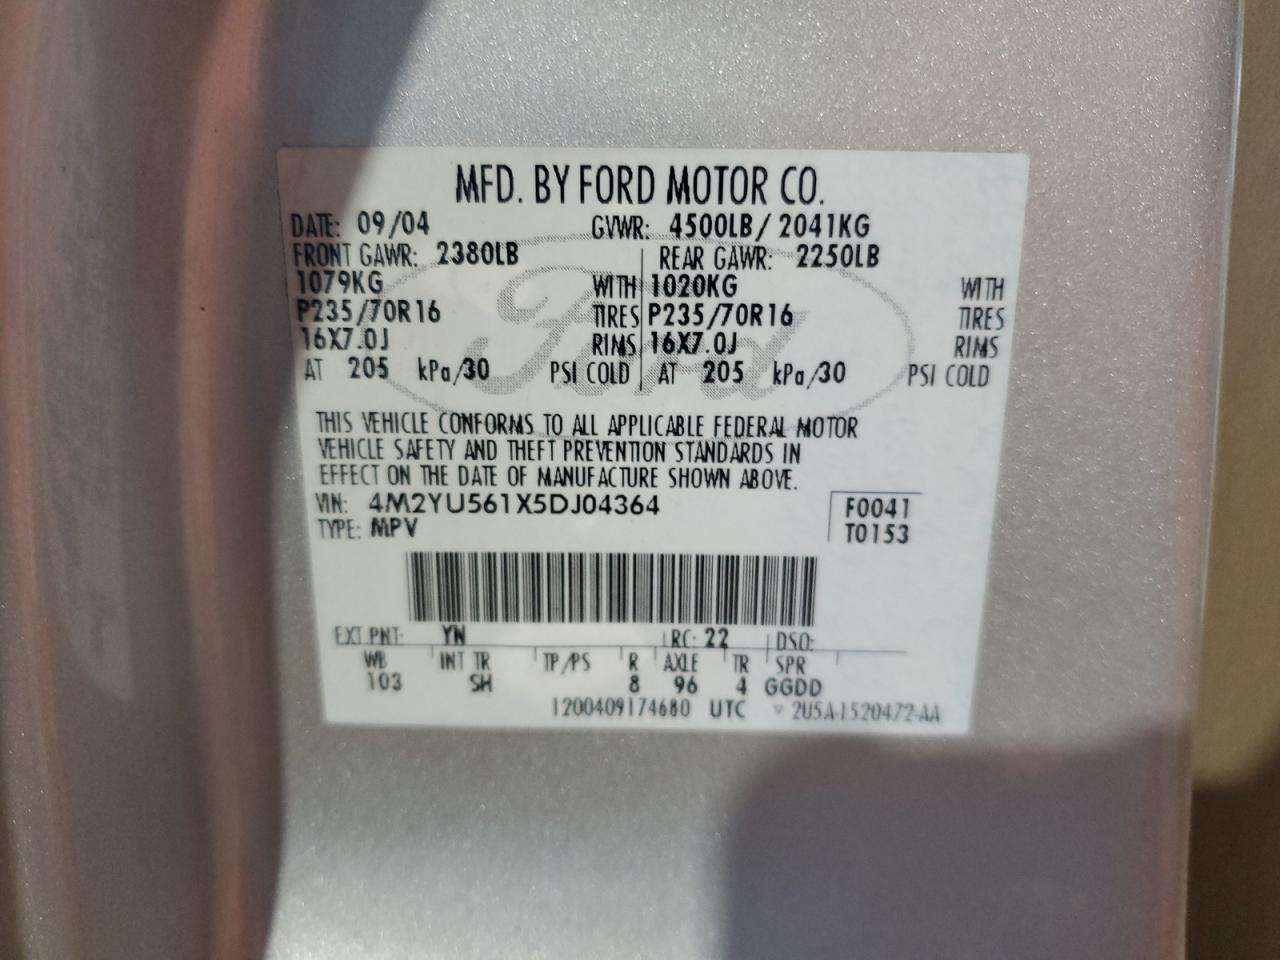 MFD. BY FORD MOTOR CO.
DATE: 09/04 GVWR: 4500LB/ 2041KG
FRONT GAWR: 2380LB REAR GAWR: 2250LB
1079KG WITH 1020KG WITH
P235/70R16 TIRES P235/70R16 TIRES
16X7.0J RIMS 16X7.0J RIMS
AT 205 kPa/30 PSI COLD AT 205 kPa/30 PSI COLD
Ford
THIS VEHICLE CONFORMS TO ALL APPLICABLE FEDERAL MOTOR
VEHICLE SAFETY AND THEFT PREVENTION STANDARDS IN
EFFECT ON THE DATE OF MANUFACTURE SHOWN ABOVE.
VIN: 4M2YU561X5DJ04364 F0041
TYPE: MPV T0153
EXT PNT: YN RC: 22 DSO:
WB INT TR TP/PS R AXLE TR SPR
103 SH 8 96 4 GGDD
1200409174680 UTC ▽ 2U5A-1520472-AA